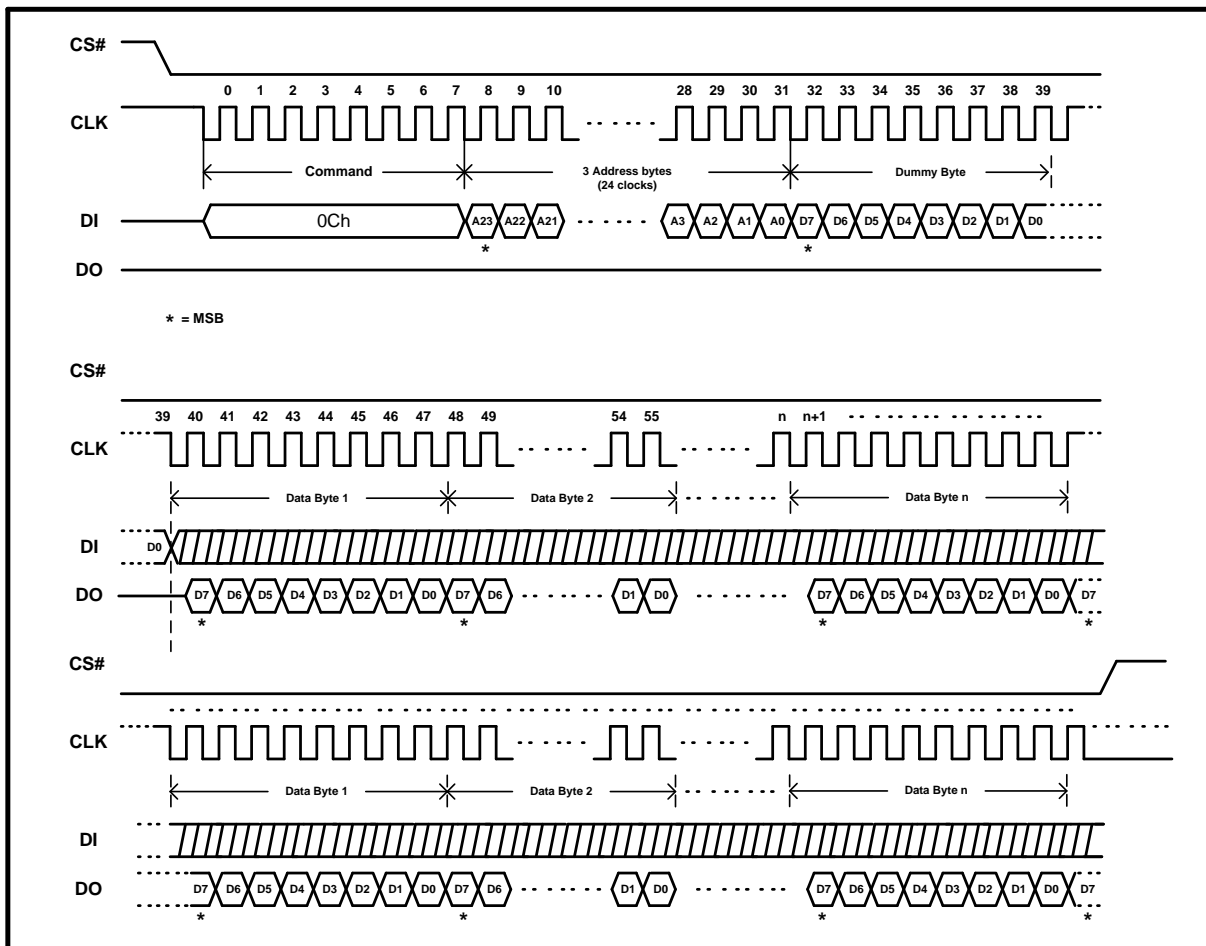 CS#
0 1 2 3 4 5 6 7 8 9 10 28 29 30 31 32 33 34 35 36 37 38 39
CLK
Command 3 Address bytes (24 clocks) Dummy Byte
DI 0Ch A23 A22 A21 A3 A2 A1 A0 D7 D6 D5 D4 D3 D2 D1 D0
* *
DO
* = MSB
CS#
39 40 41 42 43 44 45 46 47 48 49 54 55 n n+1
CLK
Data Byte 1 Data Byte 2 Data Byte n
DI D0
DO D7 D6 D5 D4 D3 D2 D1 D0 D7 D6 D1 D0 D7 D6 D5 D4 D3 D2 D1 D0 D7
* * * *
CS#
CLK
Data Byte 1 Data Byte 2 Data Byte n
DI
DO D7 D6 D5 D4 D3 D2 D1 D0 D7 D6 D1 D0 D7 D6 D5 D4 D3 D2 D1 D0 D7
* * * *